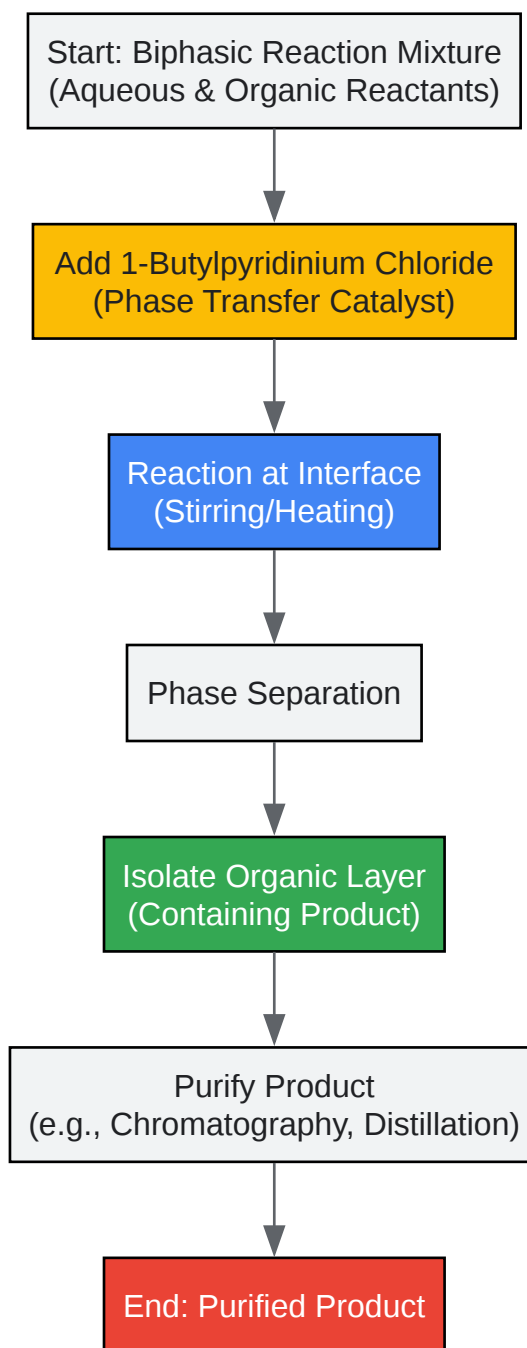 Start: Biphasic Reaction Mixture
(Aqueous & Organic Reactants)
Add 1-Butylpyridinium Chloride
(Phase Transfer Catalyst)
Reaction at Interface
(Stirring/Heating)
Phase Separation
Isolate Organic Layer
(Containing Product)
Purify Product
(e.g., Chromatography, Distillation)
End: Purified Product